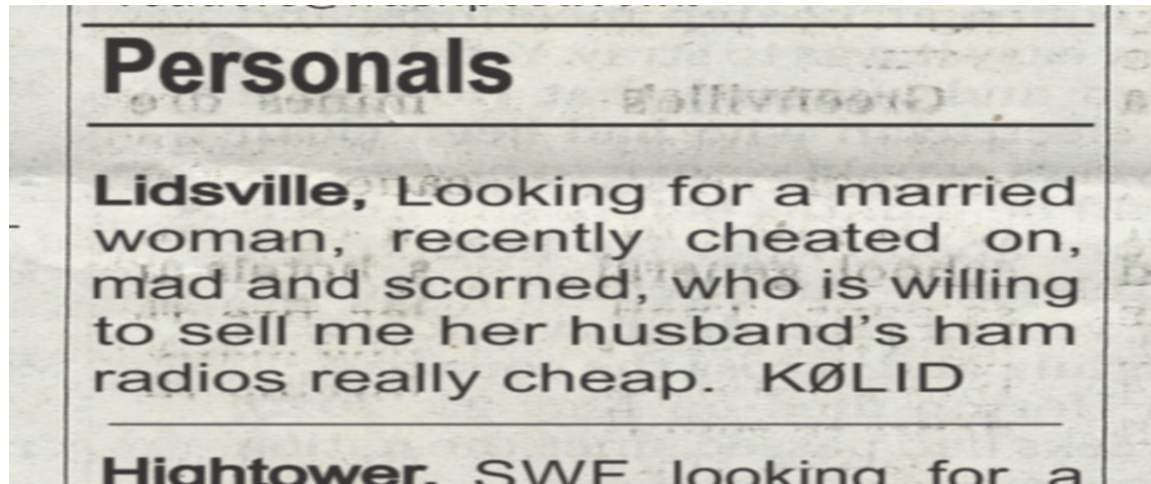 Personals
Lidsville, Looking for a married
woman, recently cheated on,
mad and scorned, who is willing
to sell me her husband's ham
radios really cheap. KØLID
Hightower, SWF looking for a